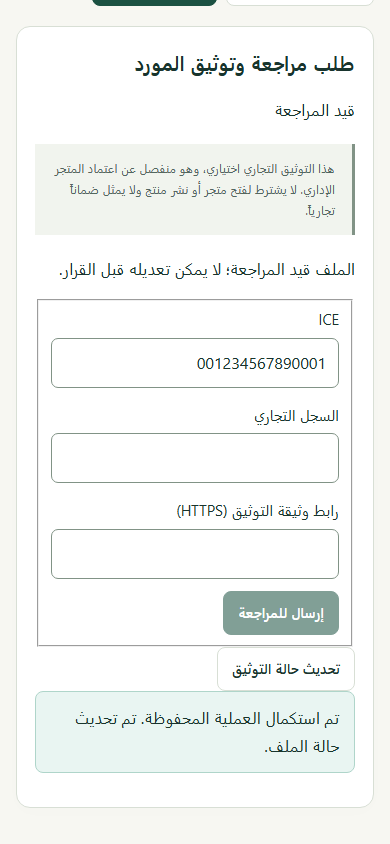 طلب مراجعة وتوثيق المورد
قيد المراجعة
هذا التوثيق التجاري اختياري، وهو منفصل عن اعتماد المتجر
الإداري. لا يشترط لفتح متجر أو نشر منتج ولا يمثل ضماناً
تجارياً.
الملف قيد المراجعة؛ لا يمكن تعديله قبل القرار.
ICE
001234567890001
السجل التجاري
رابط وثيقة التوثيق (HTTPS)
إرسال للمراجعة
تحديث حالة التوثيق
تم استكمال العملية المحفوظة. تم تحديث
حالة الملف.